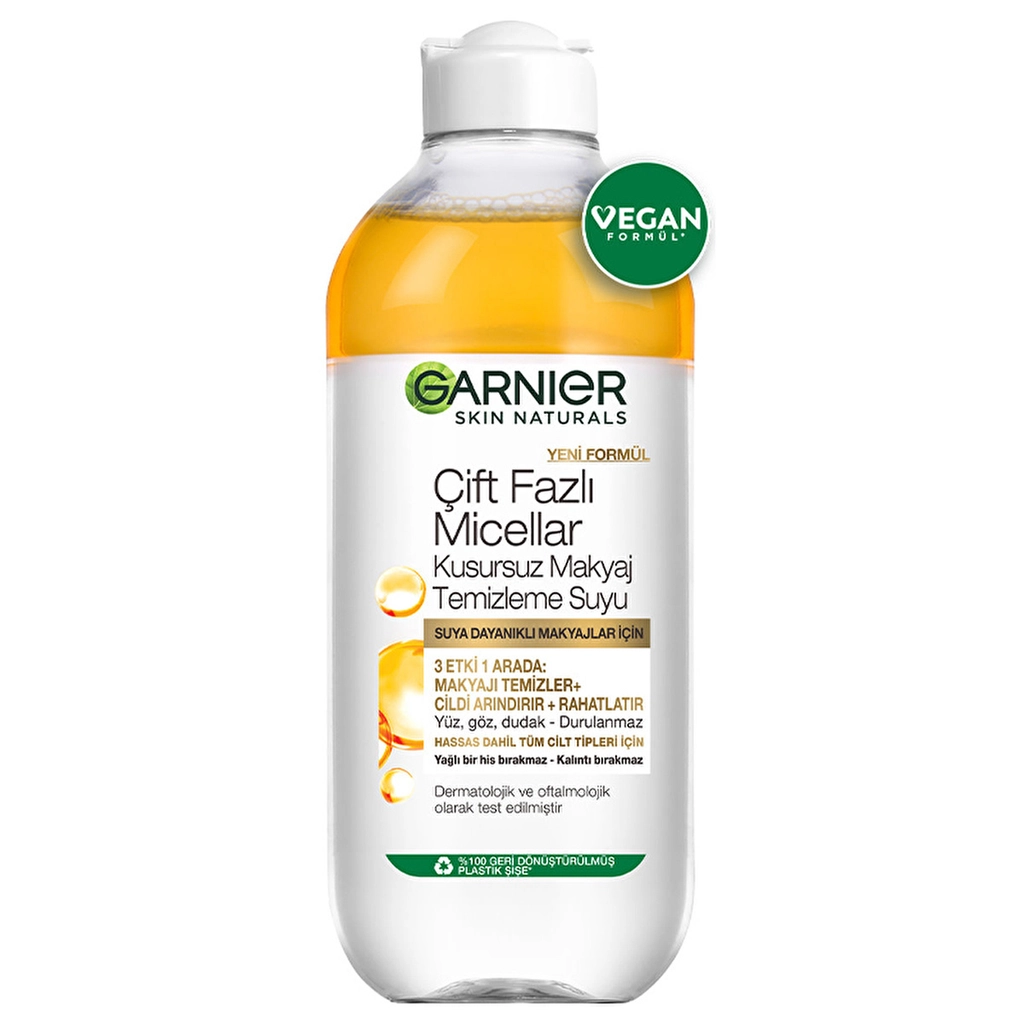 VEGAN
FORMÜL*
GARNIER
SKIN NATURALS
YENİ FORMÜL
Çift Fazlı
Micellar
Kusursuz Makyaj
Temizleme Suyu
SUYA DAYANIKLI MAKYAJLAR İÇİN
3 ETKİ 1 ARADA:
MAKYAJI TEMİZLER+
CİLDİ ARINDIRIR + RAHATLATIR
Yüz, göz, dudak - Durulanmaz
HASSAS DAHİL TÜM CİLT TİPLERİ İÇİN
Yağlı bir his bırakmaz - Kalıntı bırakmaz
Dermatolojik ve oftalmolojik
olarak test edilmiştir
%100 GERİ DÖNÜŞTÜRÜLMÜŞ
PLASTİK ŞİŞE*